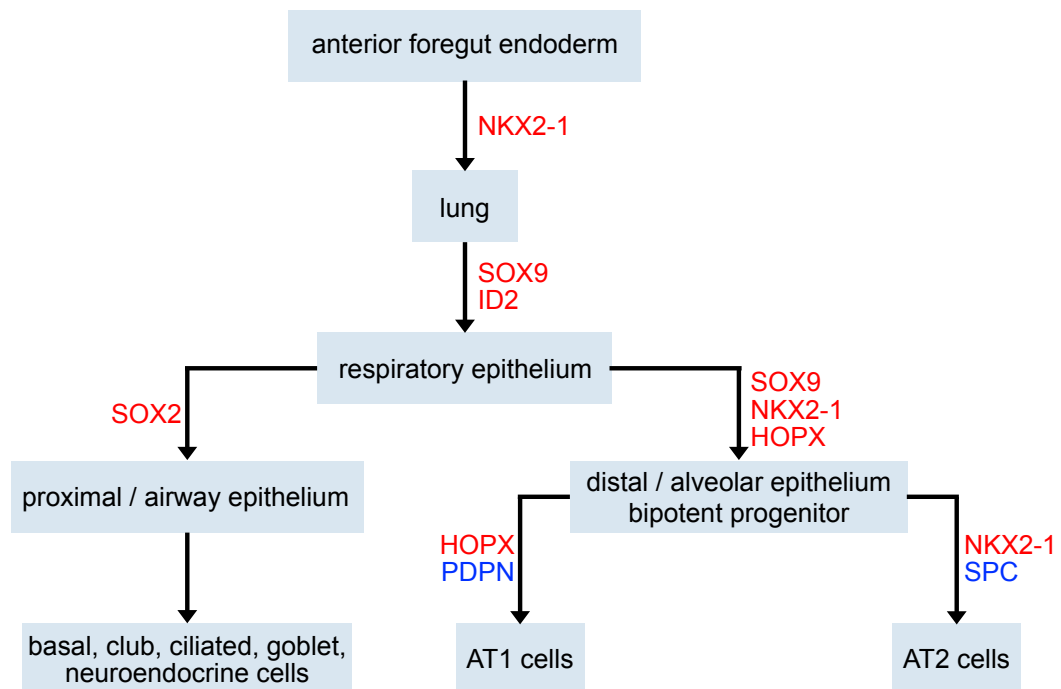 anterior foregut endoderm
NKX2-1
lung
SOX9
ID2
respiratory epithelium
SOX2
SOX9
NKX2-1
HOPX
proximal / airway epithelium
distal / alveolar epithelium
bipotent progenitor
HOPX
PDPN
NKX2-1
SPC
basal, club, ciliated, goblet,
neuroendocrine cells
AT1 cells
AT2 cells